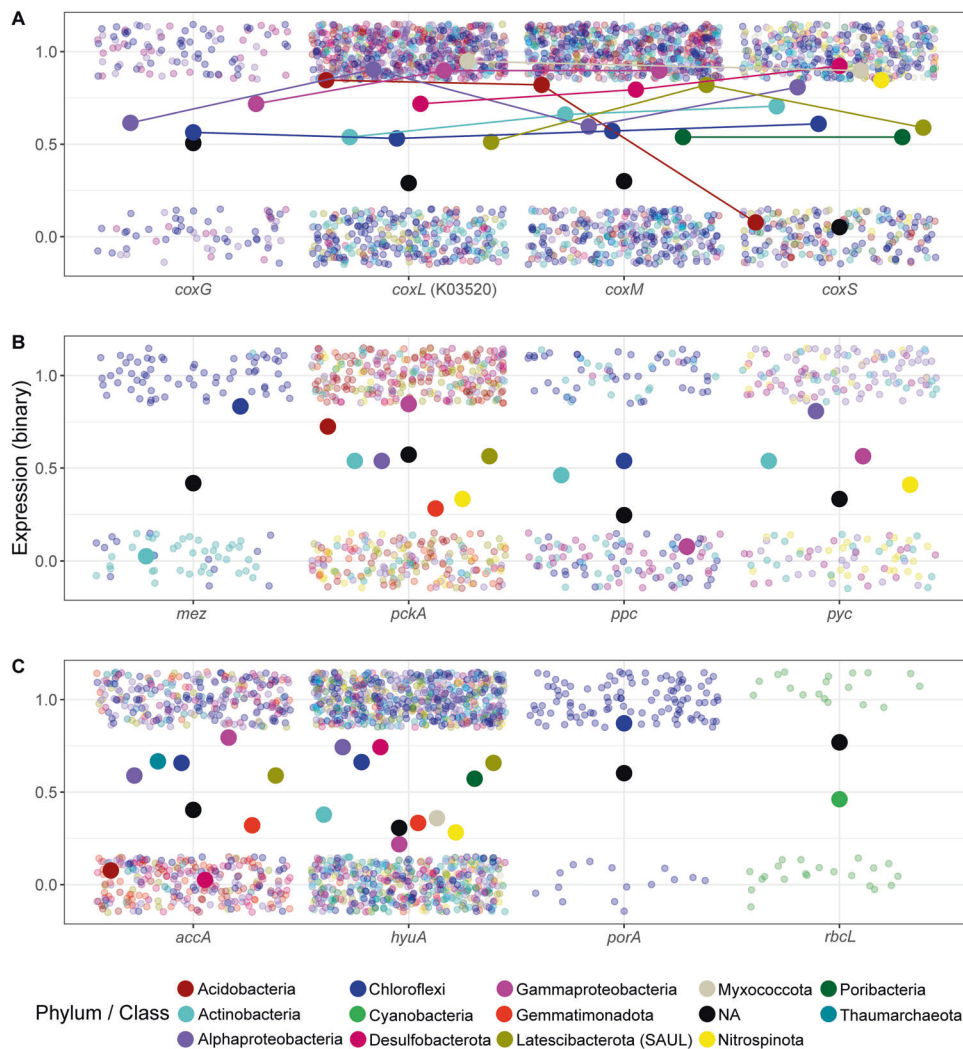 A
1.0
0.5
0.0
coxG coxL (K03520) coxM coxS
B
1.0
0.5
0.0
mez pckA ppc pyc
Expression (binary)
C
1.0
0.5
0.0
accA hyuA porA rbcL
Phylum / Class
Acidobacteria Chloroflexi Gammaproteobacteria Myxococcota Poribacteria
Actinobacteria Cyanobacteria Gemmatimonadota NA Thaumarchaeota
Alphaproteobacteria Desulfobacterota Latescibacterota (SAUL) Nitrospinota